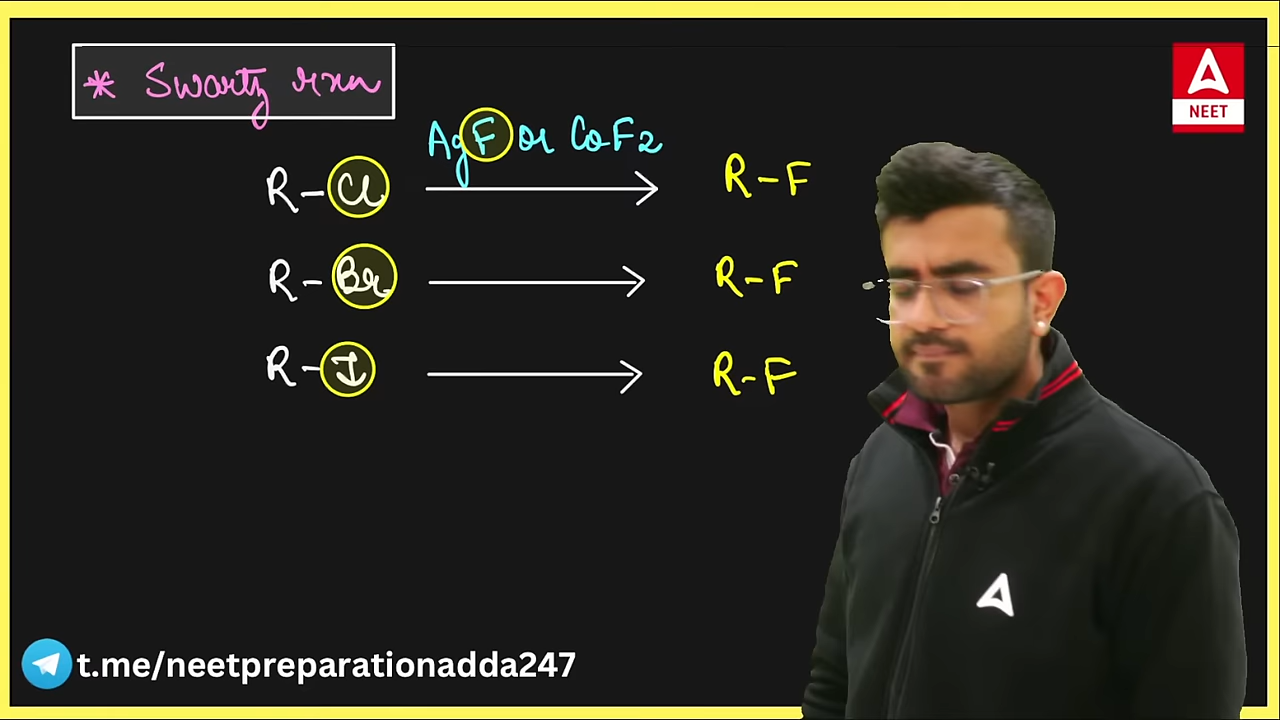 * Swartz rxn
NEET
AgF or CoF2
R-Cl R-F
R-Br R-F
R-I R-F
t.me/neetpreparationadda247